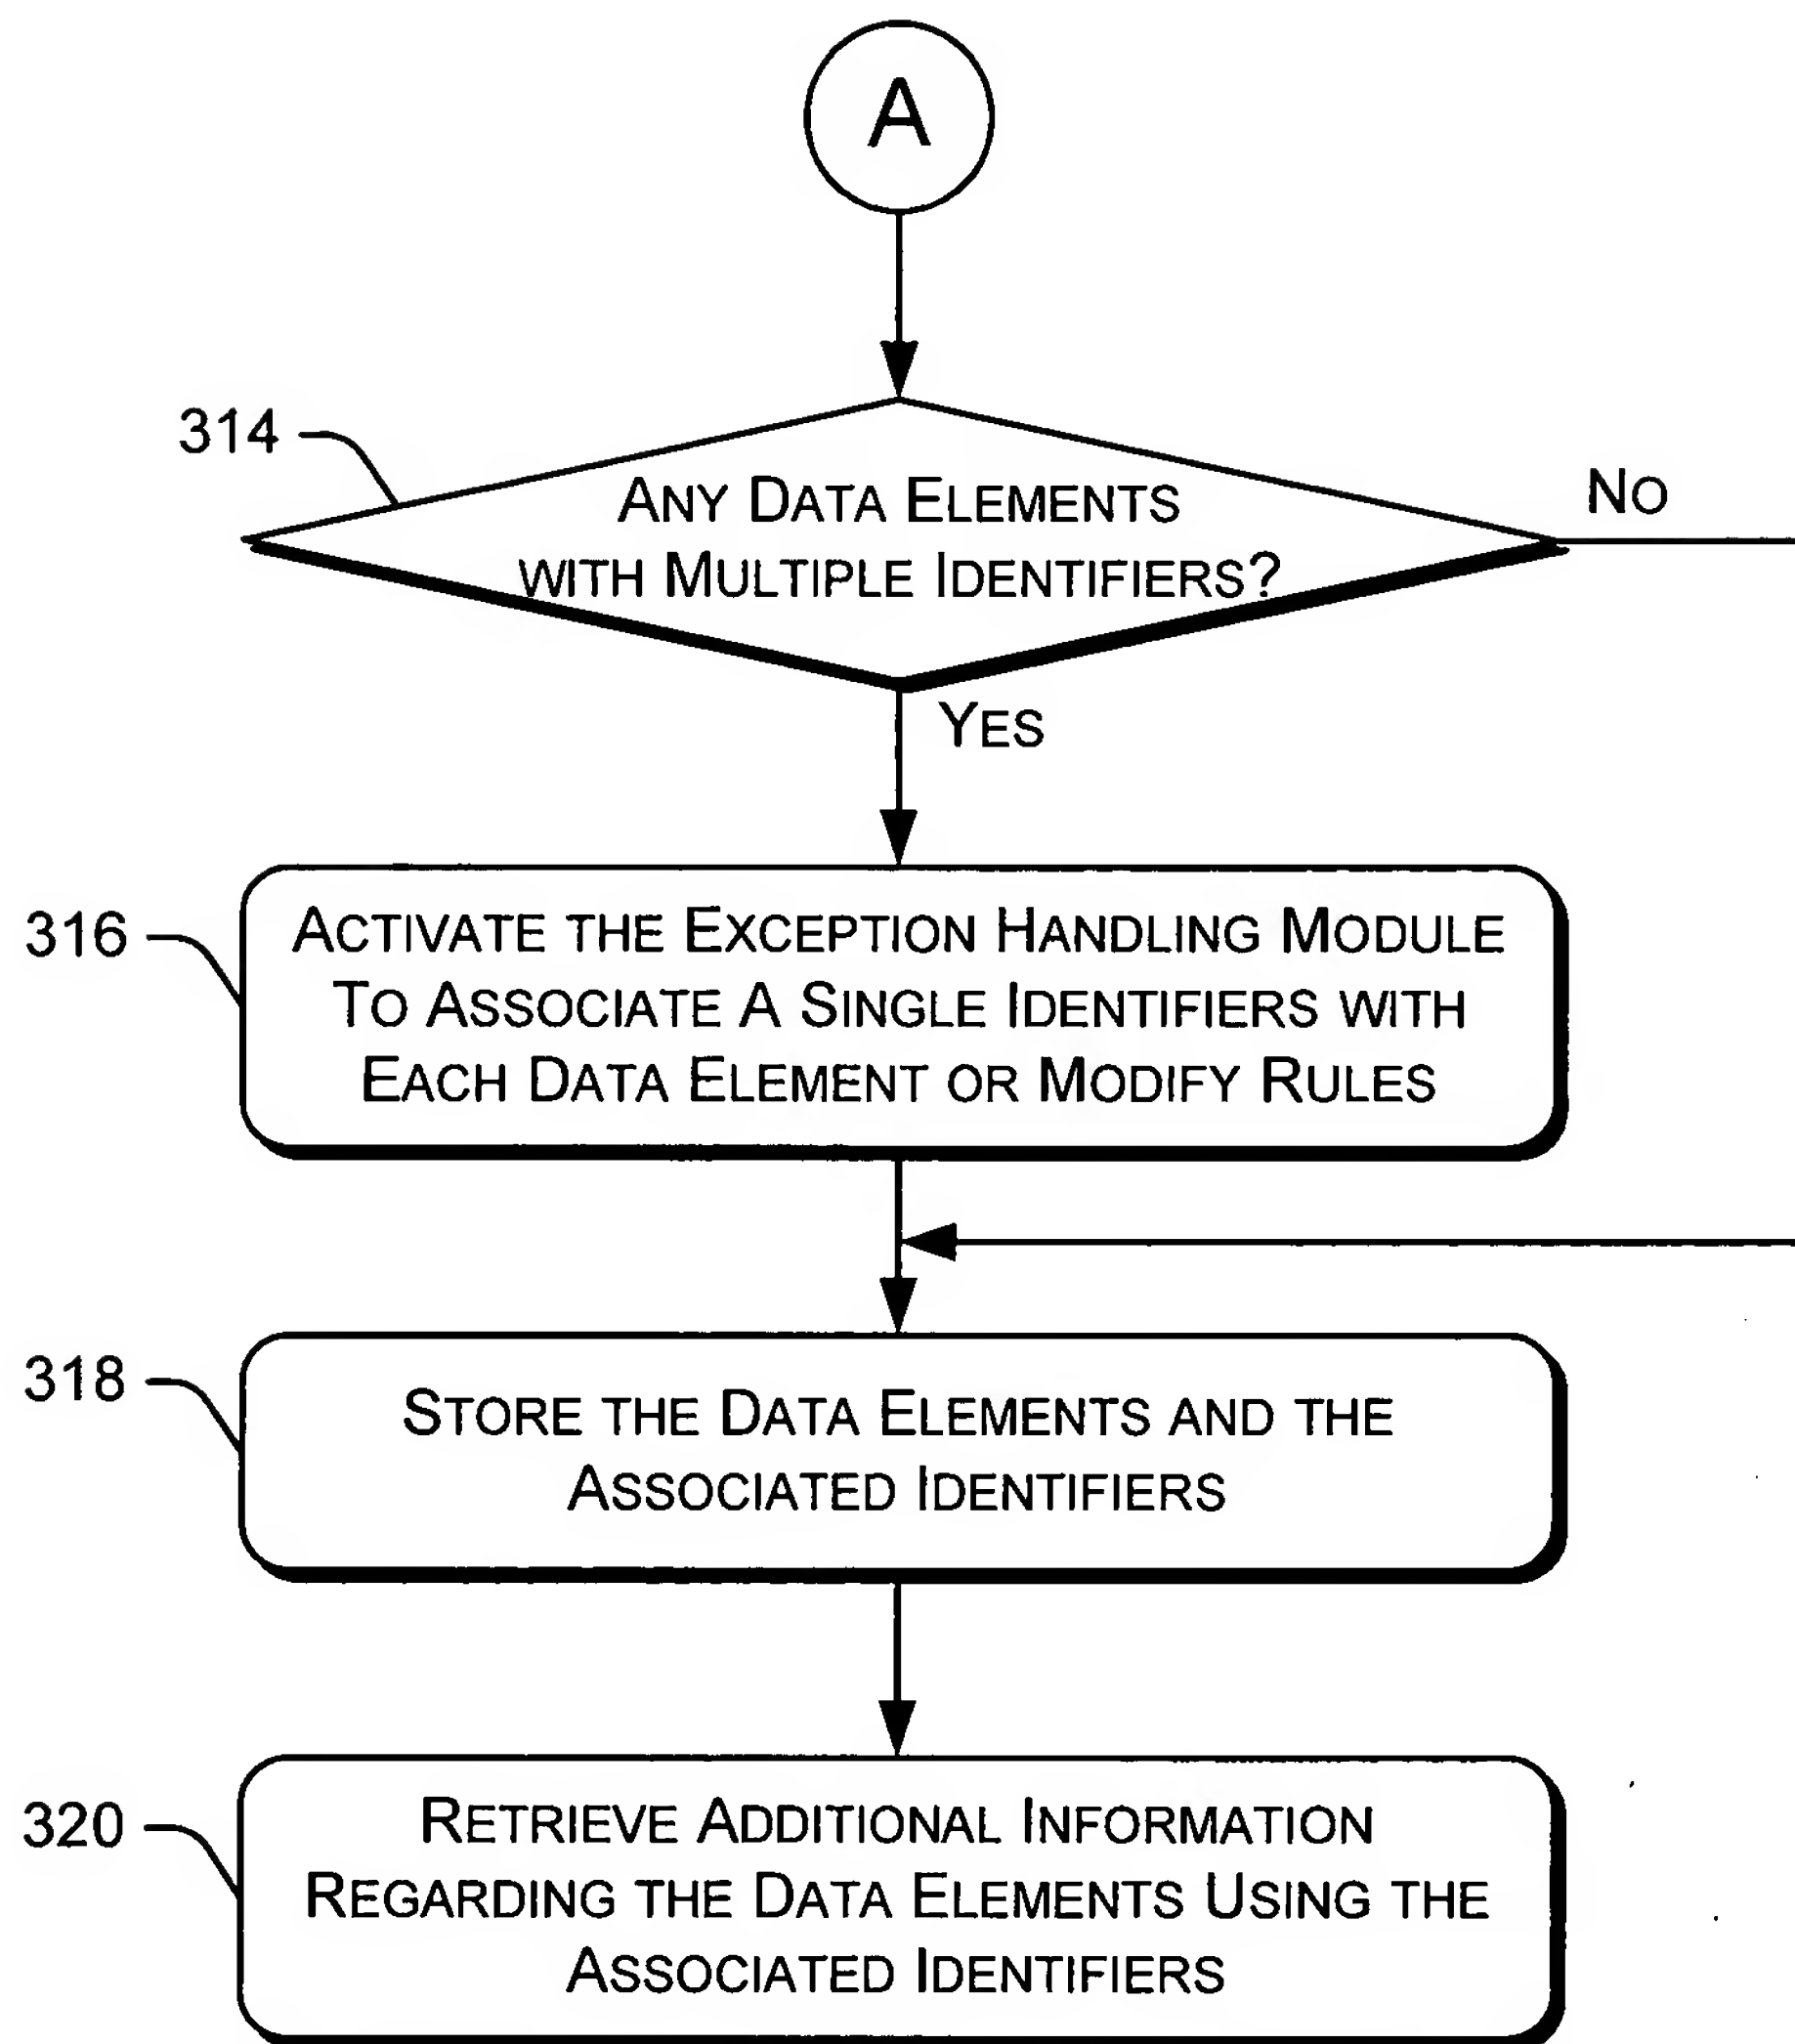 A
314
ANY DATA ELEMENTS
WITH MULTIPLE IDENTIFIERS?
NO
YES
316
ACTIVATE THE EXCEPTION HANDLING MODULE
TO ASSOCIATE A SINGLE IDENTIFIERS WITH
EACH DATA ELEMENT OR MODIFY RULES
318
STORE THE DATA ELEMENTS AND THE
ASSOCIATED IDENTIFIERS
320
RETRIEVE ADDITIONAL INFORMATION
REGARDING THE DATA ELEMENTS USING THE
ASSOCIATED IDENTIFIERS